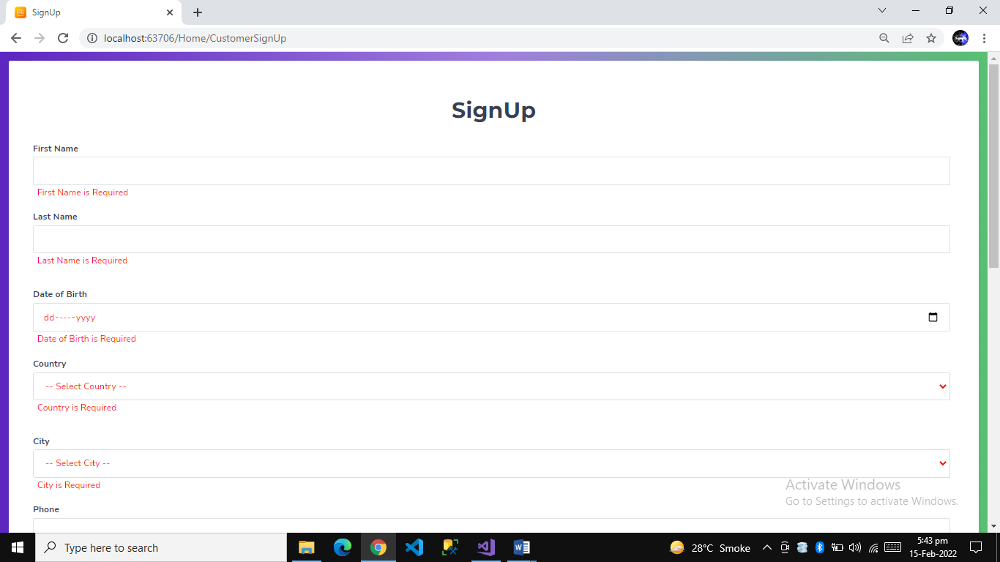 SignUp
localhost:63706/Home/CustomerSignUp
SignUp
First Name
First Name is Required
Last Name
Last Name is Required
Date of Birth
dd-----yyyy
Date of Birth is Required
Country
-- Select Country --
Country is Required
City
-- Select City --
City is Required
Activate Windows
Go to Settings to activate Windows.
Phone
Type here to search
28°C Smoke
5:43 pm
15-Feb-2022